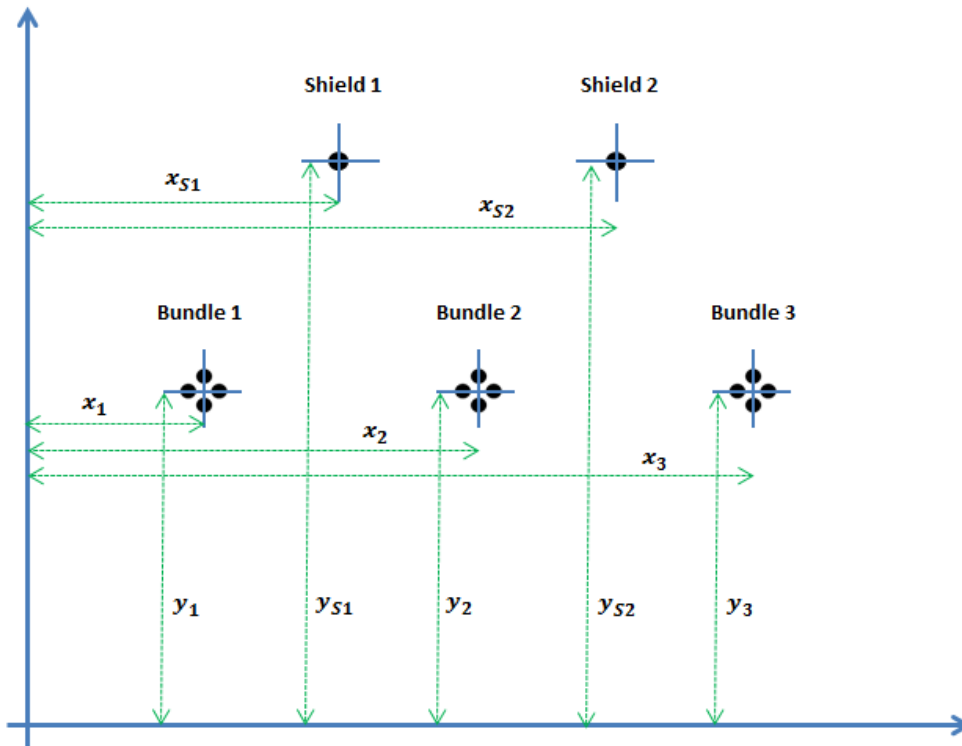 Shield 1
Shield 2
x_{S1}
x_{S2}
Bundle 1
Bundle 2
Bundle 3
x_1
x_2
x_3
y_1
y_{S1}
y_2
y_{S2}
y_3